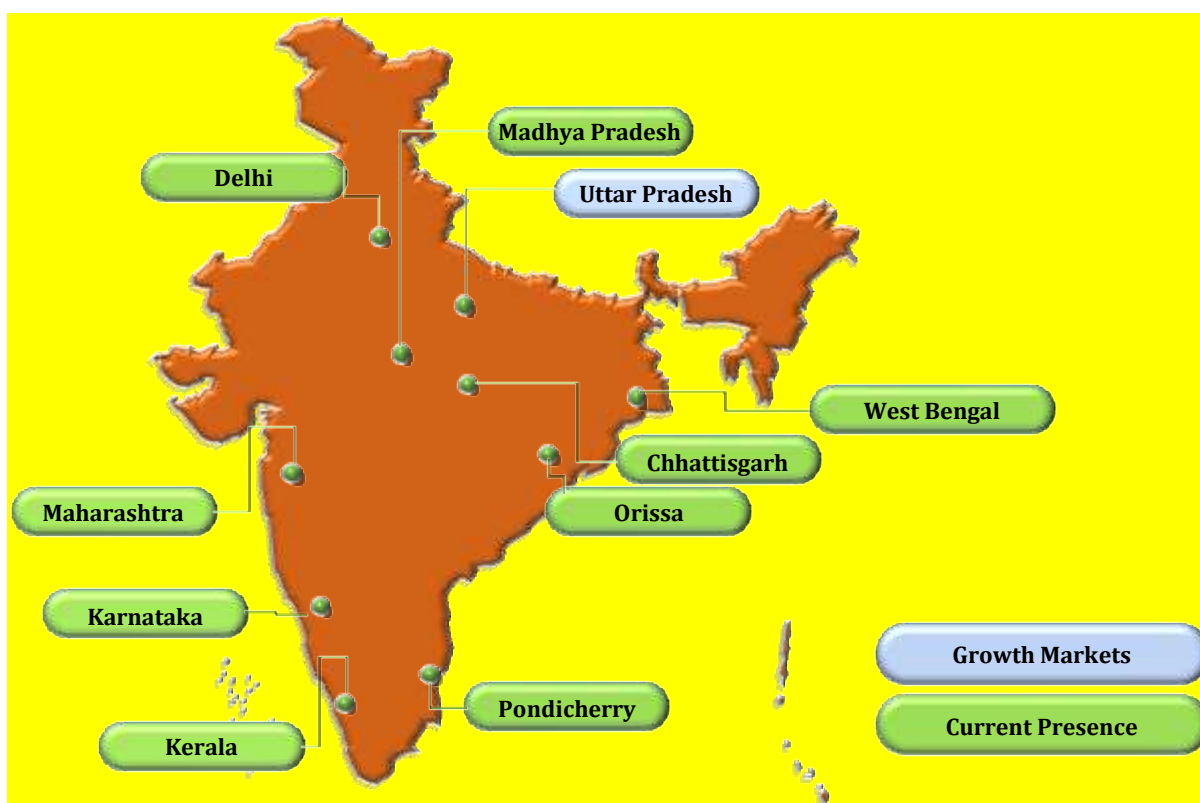 Madhya Pradesh
Delhi
Uttar Pradesh
West Bengal
Chhattisgarh
Maharashtra
Orissa
Karnataka
Growth Markets
Pondicherry
Current Presence
Kerala